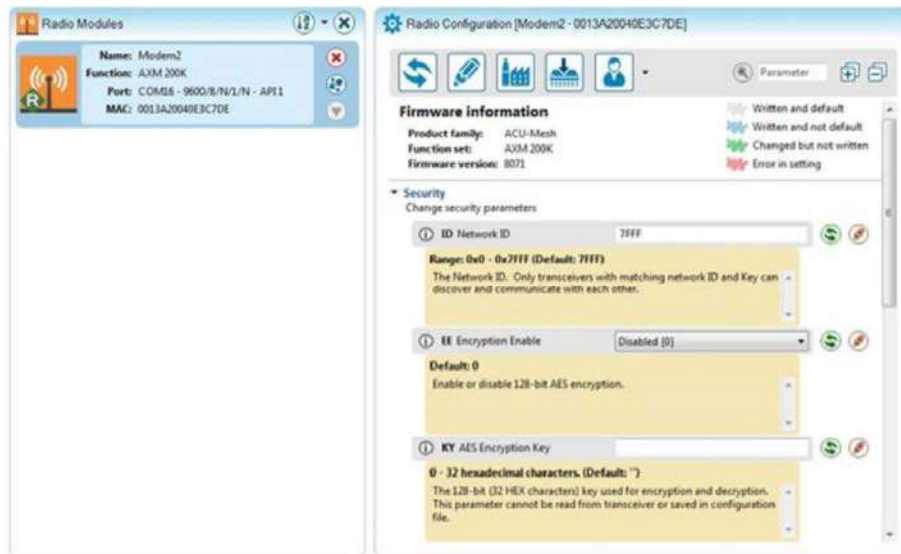 Radio Modules
Name: Modem2
Function: AXM 200K
Port: COM16 - 9600/8/N/1/N - API 1
MAC: 0013A20040E3C7DE
R
Radio Configuration [Modem2 - 0013A20040E3C7DE]
Parameter
Firmware information
Product family: ACU-Mesh
Function set: AXM 200K
Firmware version: 8071
Written and default
Written and not default
Changed but not written
Error in setting
Security
Change security parameters
ID Network ID
7FFF
Range: 0x0 - 0x7FFF (Default: 7FFF)
The Network ID. Only transceivers with matching network ID and Key can
discover and communicate with each other.
EE Encryption Enable
Disabled [0]
Default: 0
Enable or disable 128-bit AES encryption.
KY AES Encryption Key
0 - 32 hexadecimal characters. (Default: '')
The 128-bit (32 HEX characters) key used for encryption and decryption.
This parameter cannot be read from transceiver or saved in configuration
file.